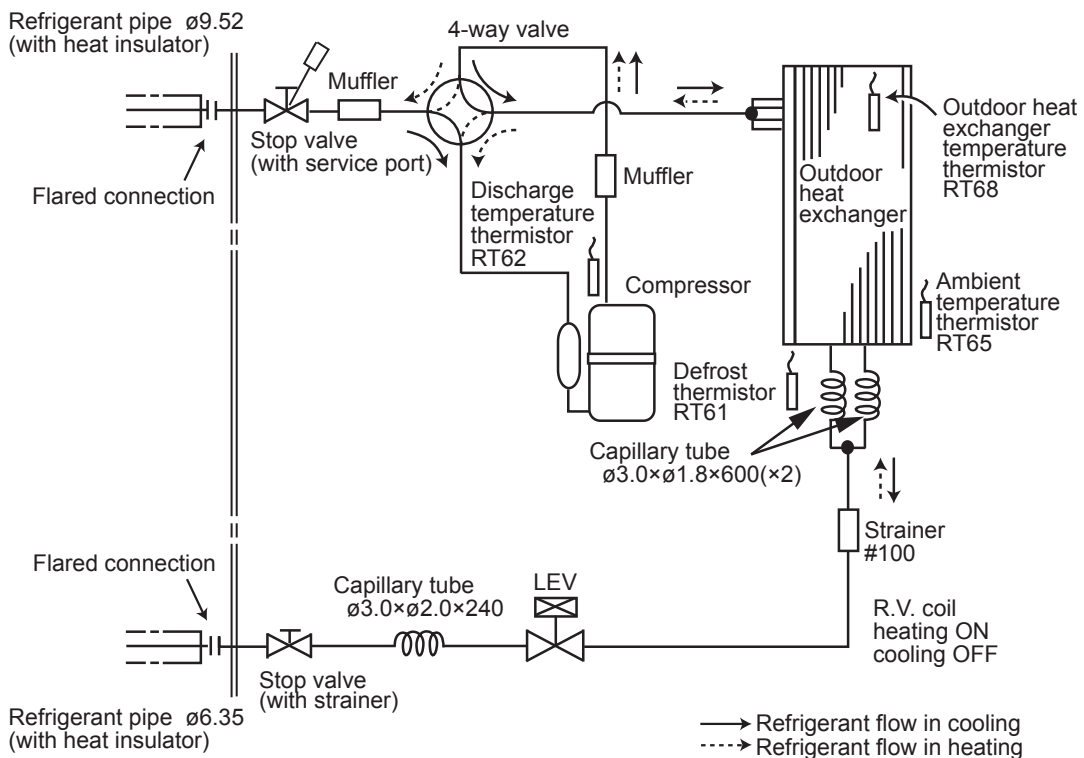 Refrigerant pipe ø9.52
(with heat insulator)
4-way valve
Muffler
Stop valve
(with service port)
Flared connection
Discharge
temperature
thermistor
RT62
Muffler
Compressor
Outdoor
heat
exchanger
Outdoor heat
exchanger
temperature
thermistor
RT68
Ambient
temperature
thermistor
RT65
Defrost
thermistor
RT61
Capillary tube
ø3.0×ø1.8×600(×2)
Strainer
#100
Flared connection
Capillary tube
ø3.0×ø2.0×240
LEV
R.V. coil
heating ON
cooling OFF
Stop valve
(with strainer)
Refrigerant pipe ø6.35
(with heat insulator)
Refrigerant flow in cooling
Refrigerant flow in heating